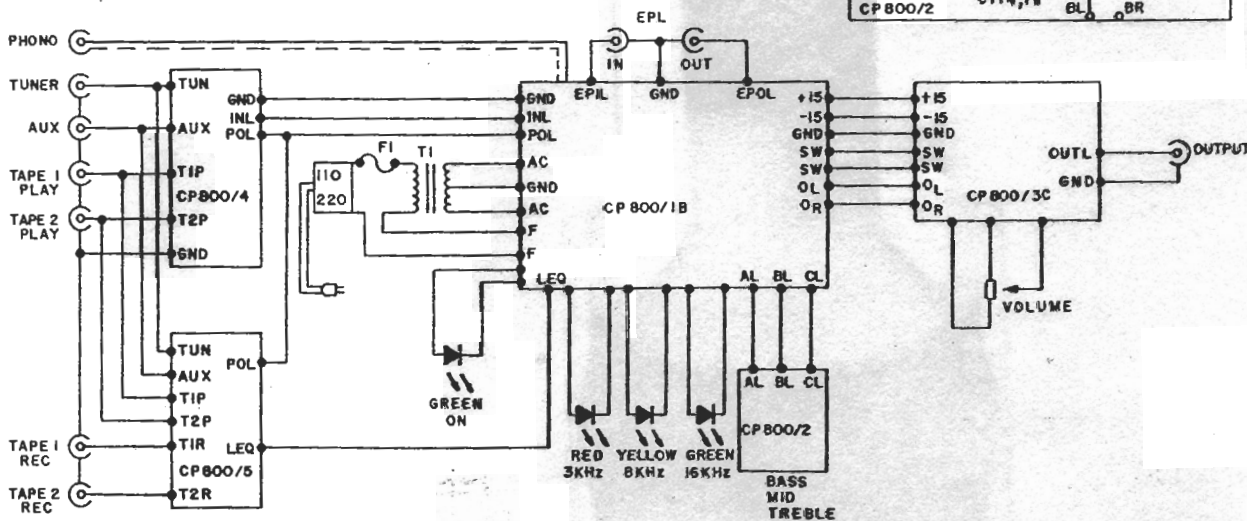 CP800/2
BL
BR
PHONO
EPL
IN
OUT
TUNER
AUX
TAPE 1
PLAY
TAPE 2
PLAY
TUN
AUX
T1P
CP800/4
T2P
GND
GND
INL
POL
F1
T1
110
220
EPIL
GND
EPOL
GND
INL
POL
AC
GND
AC
F
F
LEQ
CP800/1B
+15
-15
GND
SW
SW
OL
OR
AL
BL
CL
+15
-15
GND
SW
SW
OL
OR
OUTL
GND
CP800/3C
OUTPUT
VOLUME
TUN
AUX
T1P
T2P
T1R
CP800/5
T2R
POL
LEQ
TAPE 1
REC
TAPE 2
REC
GREEN
ON
RED
3KHz
YELLOW
8KHz
GREEN
16KHz
AL
BL
CL
CP800/2
BASS
MID
TREBLE